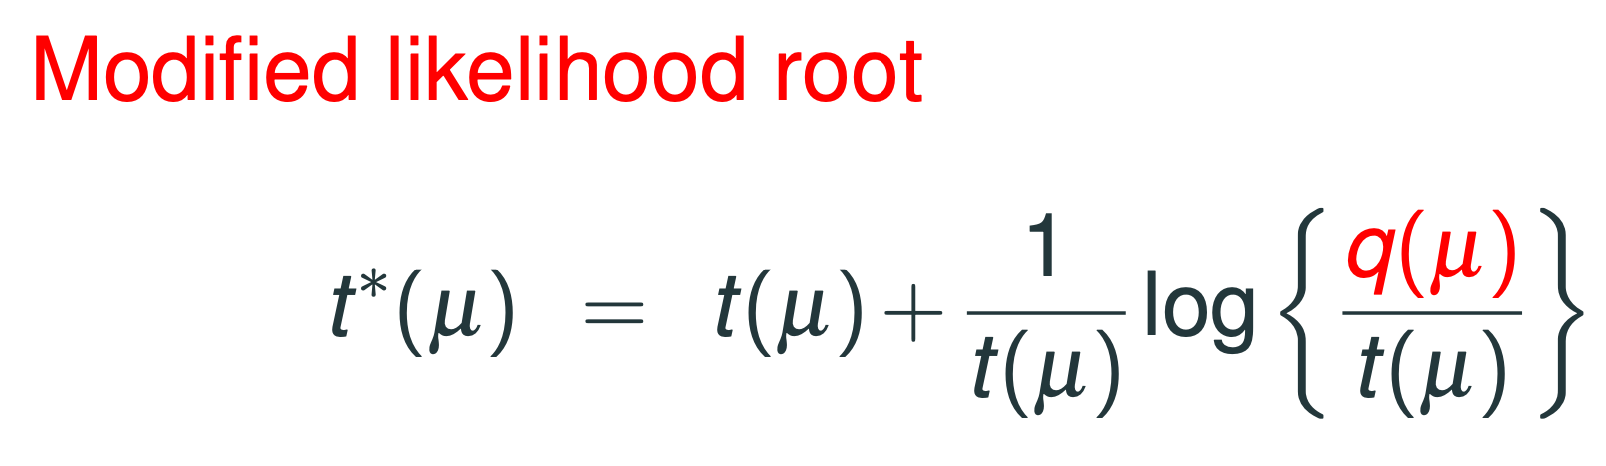 Modified likelihood root
t*(μ) = t(μ) + 1/t(μ) log { q(μ)/t(μ) }